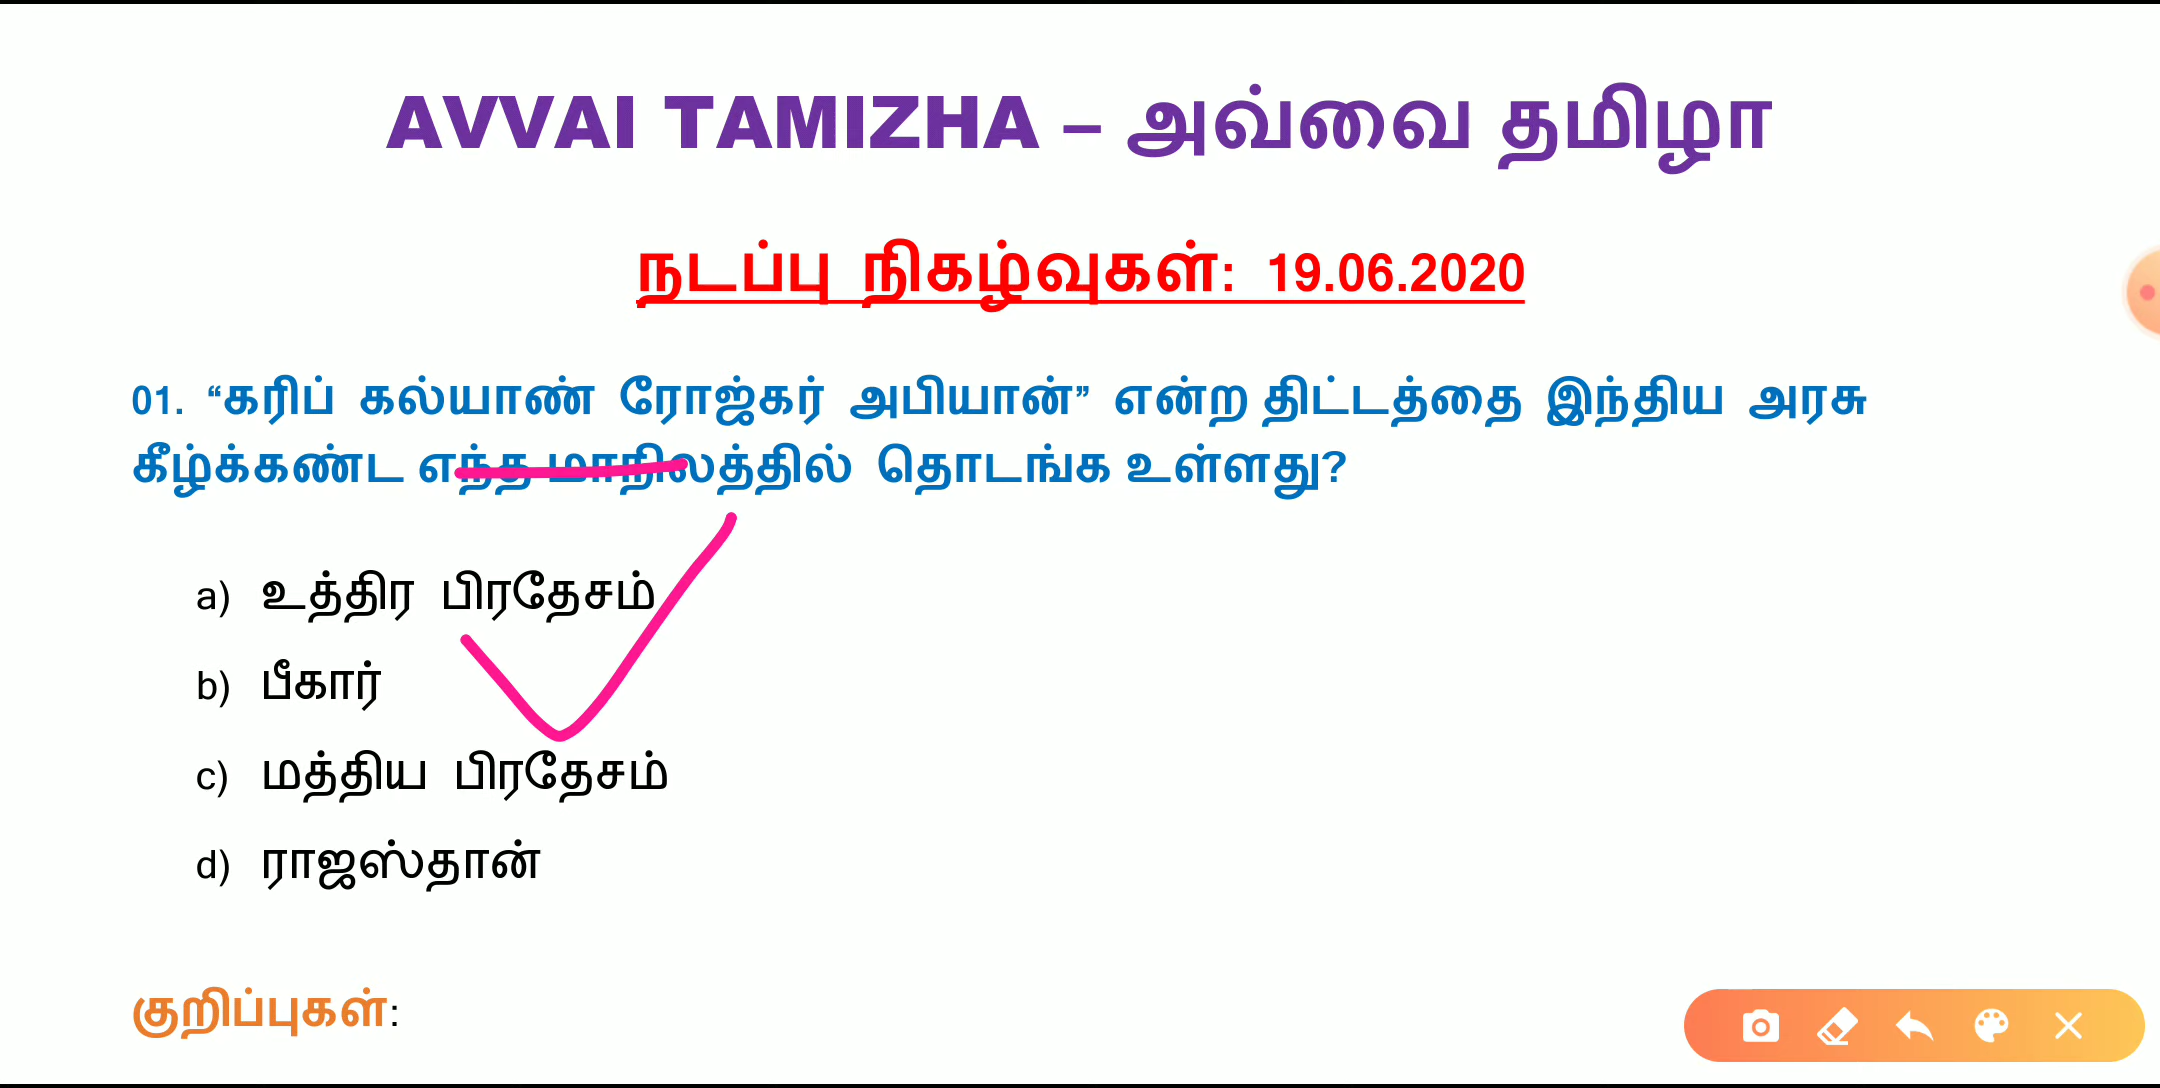 AVVAI TAMIZHA – அவ்வை தமிழா
நடப்பு நிகழ்வுகள்: 19.06.2020
01. “கரிப் கல்யாண் ரோஜ்கர் அபியான்” என்ற திட்டத்தை இந்திய அரசு
கீழ்க்கண்ட எந்த மாநிலத்தில் தொடங்க உள்ளது?
a) உத்திர பிரதேசம்
b) பீகார்
c) மத்திய பிரதேசம்
d) ராஜஸ்தான்
குறிப்புகள்: